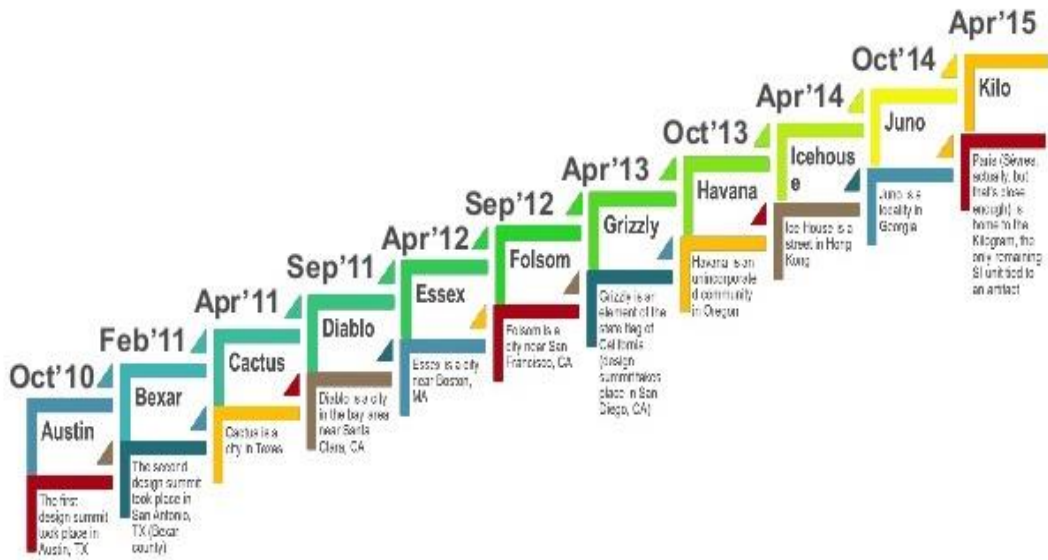 Oct'10
Austin
The first
design summit
took place in
Austin, TX
Feb'11
Bexar
The second
design summit
took place in
San Antonio,
TX (Bexar
county)
Apr'11
Cactus
Cactus is a
city in Texas
Sep'11
Diablo
Diablo is a city
in the bay area
near Santa
Clara, CA
Apr'12
Essex
Essex is a city
near Boston,
MA
Sep'12
Folsom
Folsom is a
city near San
Francisco, CA
Apr'13
Grizzly
Grizzly is an
element of the
state flag of
California
(design
summit takes
place in San
Diego, CA)
Oct'13
Havana
Havana is an
unincorporate
d community
in Oregon
Apr'14
Icehous
e
Ice House is a
street in Hong
Kong
Oct'14
Juno
Juno is a
locality in
Georgia
Apr'15
Kilo
Paris (Sèvres,
actually, but
that's close
enough) is
home to the
Kilogram, the
only remaining
SI unit tied to
an artifact